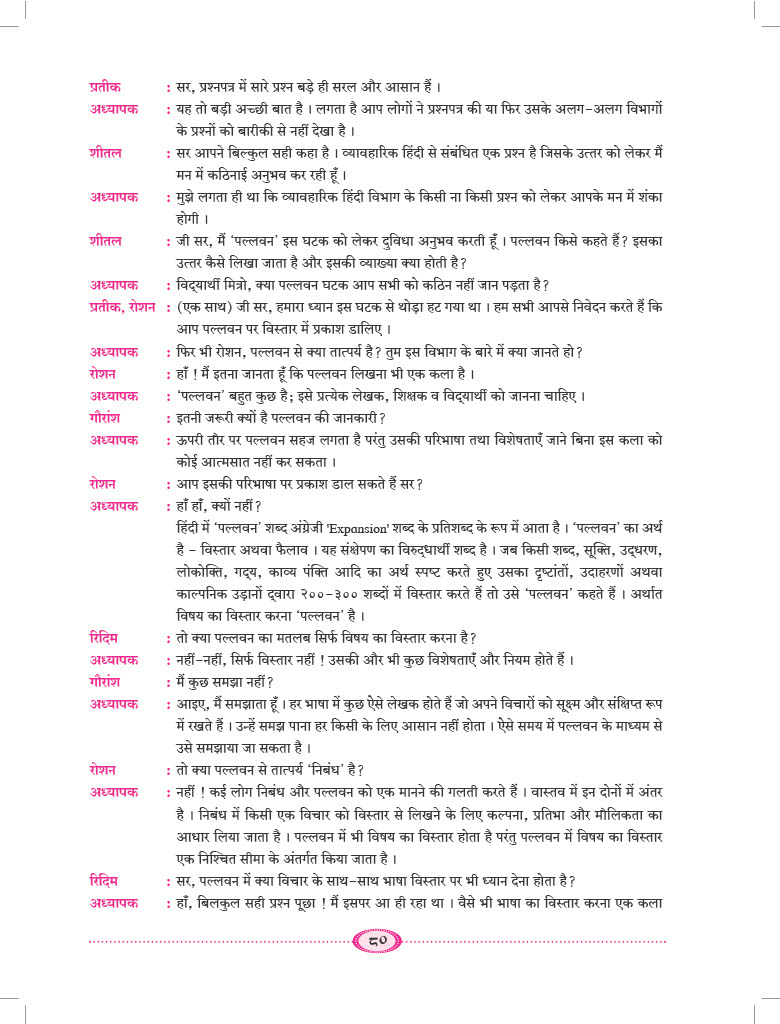 प्रतीक : सर, प्रश्नपत्र में सारे प्रश्न बड़े ही सरल और आसान हैं ।
अध्यापक : यह तो बड़ी अच्छी बात है । लगता है आप लोगों ने प्रश्नपत्र की या फिर उसके अलग-अलग विभागों
के प्रश्नों को बारीकी से नहीं देखा है ।
शीतल : सर आपने बिल्कुल सही कहा है । व्यावहारिक हिंदी से संबंधित एक प्रश्न है जिसके उत्तर को लेकर मैं
मन में कठिनाई अनुभव कर रही हूँ ।
अध्यापक : मुझे लगता ही था कि व्यावहारिक हिंदी विभाग के किसी ना किसी प्रश्न को लेकर आपके मन में शंका
होगी ।
शीतल : जी सर, मैं ‘पल्लवन’ इस घटक को लेकर दुविधा अनुभव करती हूँ । पल्लवन किसे कहते हैं? इसका
उत्तर कैसे लिखा जाता है और इसकी व्याख्या क्या होती है?
अध्यापक : विद्यार्थी मित्रो, क्या पल्लवन घटक आप सभी को कठिन नहीं जान पड़ता है?
प्रतीक, रोशन : (एक साथ) जी सर, हमारा ध्यान इस घटक से थोड़ा हट गया था । हम सभी आपसे निवेदन करते हैं कि
आप पल्लवन पर विस्तार में प्रकाश डालिए ।
अध्यापक : फिर भी रोशन, पल्लवन से क्या तात्पर्य है? तुम इस विभाग के बारे में क्या जानते हो?
रोशन : हाँ ! मैं इतना जानता हूँ कि पल्लवन लिखना भी एक कला है ।
अध्यापक : ‘पल्लवन’ बहुत कुछ है; इसे प्रत्येक लेखक, शिक्षक व विद्यार्थी को जानना चाहिए ।
गौरांश : इतनी जरूरी क्यों है पल्लवन की जानकारी?
अध्यापक : ऊपरी तौर पर पल्लवन सहज लगता है परंतु उसकी परिभाषा तथा विशेषताएँ जाने बिना इस कला को
कोई आत्मसात नहीं कर सकता ।
रोशन : आप इसकी परिभाषा पर प्रकाश डाल सकते हैं सर?
अध्यापक : हाँ हाँ, क्यों नहीं?
हिंदी में ‘पल्लवन’ शब्द अंग्रेजी 'Expansion' शब्द के प्रतिशब्द के रूप में आता है । ‘पल्लवन’ का अर्थ
है - विस्तार अथवा फैलाव । यह संक्षेपण का विरुद्धार्थी शब्द है । जब किसी शब्द, सूक्ति, उद्धरण,
लोकोक्ति, गद्य, काव्य पंक्ति आदि का अर्थ स्पष्ट करते हुए उसका दृष्टांतों, उदाहरणों अथवा
काल्पनिक उड़ानों द्वारा २००-३०० शब्दों में विस्तार करते हैं तो उसे ‘पल्लवन’ कहते हैं । अर्थात
विषय का विस्तार करना ‘पल्लवन’ है ।
रिदिम : तो क्या पल्लवन का मतलब सिर्फ विषय का विस्तार करना है?
अध्यापक : नहीं-नहीं, सिर्फ विस्तार नहीं ! उसकी और भी कुछ विशेषताएँ और नियम होते हैं ।
गौरांश : मैं कुछ समझा नहीं?
अध्यापक : आइए, मैं समझाता हूँ । हर भाषा में कुछ ऐसे लेखक होते हैं जो अपने विचारों को सूक्ष्म और संक्षिप्त रूप
में रखते हैं । उन्हें समझ पाना हर किसी के लिए आसान नहीं होता । ऐसे समय में पल्लवन के माध्यम से
उसे समझाया जा सकता है ।
रोशन : तो क्या पल्लवन से तात्पर्य ‘निबंध’ है?
अध्यापक : नहीं ! कई लोग निबंध और पल्लवन को एक मानने की गलती करते हैं । वास्तव में इन दोनों में अंतर
है । निबंध में किसी एक विचार को विस्तार से लिखने के लिए कल्पना, प्रतिभा और मौलिकता का
आधार लिया जाता है । पल्लवन में भी विषय का विस्तार होता है परंतु पल्लवन में विषय का विस्तार
एक निश्चित सीमा के अंतर्गत किया जाता है ।
रिदिम : सर, पल्लवन में क्या विचार के साथ-साथ भाषा विस्तार पर भी ध्यान देना होता है?
अध्यापक : हाँ, बिलकुल सही प्रश्न पूछा ! मैं इसपर आ ही रहा था । वैसे भी भाषा का विस्तार करना एक कला
८०